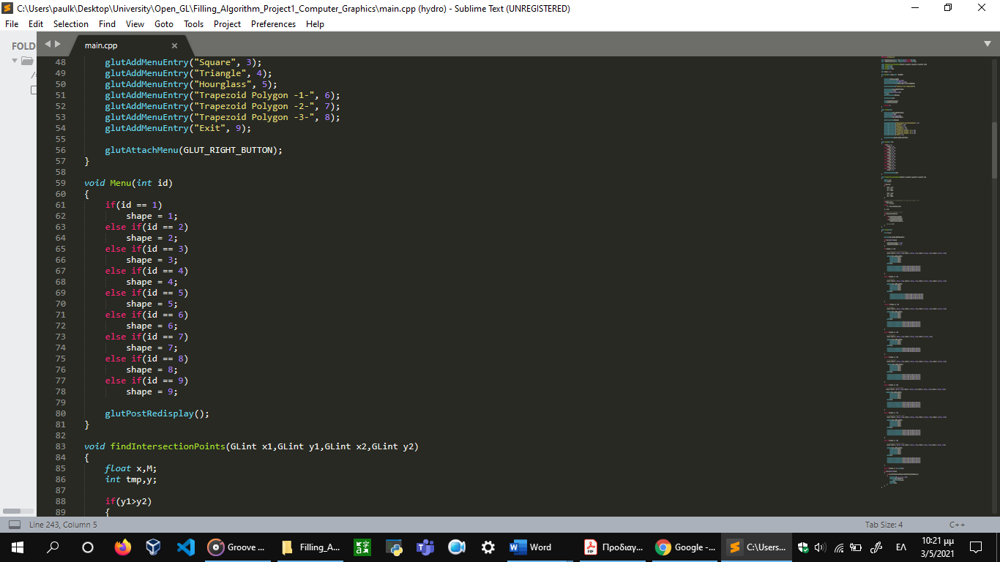 C:\Users\paulk\Desktop\University\Open_GL\Filling_Algorithm_Project1_Computer_Graphics\main.cpp (hydro) - Sublime Text (UNREGISTERED)
File Edit Selection Find View Goto Tools Project Preferences Help
FOLD
main.cpp
48 glutAddMenuEntry("Square", 3);
49 glutAddMenuEntry("Triangle", 4);
50 glutAddMenuEntry("Hourglass", 5);
51 glutAddMenuEntry("Trapezoid Polygon -1-", 6);
52 glutAddMenuEntry("Trapezoid Polygon -2-", 7);
53 glutAddMenuEntry("Trapezoid Polygon -3-", 8);
54 glutAddMenuEntry("Exit", 9);
55
56 glutAttachMenu(GLUT_RIGHT_BUTTON);
57 }
58
59 void Menu(int id)
60 {
61 if(id == 1)
62 shape = 1;
63 else if(id == 2)
64 shape = 2;
65 else if(id == 3)
66 shape = 3;
67 else if(id == 4)
68 shape = 4;
69 else if(id == 5)
70 shape = 5;
71 else if(id == 6)
72 shape = 6;
73 else if(id == 7)
74 shape = 7;
75 else if(id == 8)
76 shape = 8;
77 else if(id == 9)
78 shape = 9;
79
80 glutPostRedisplay();
81 }
82
83 void findIntersectionPoints(GLint x1,GLint y1,GLint x2,GLint y2)
84 {
85 float x,M;
86 int tmp,y;
87
88 if(y1>y2)
89 {
Line 243, Column 5
Tab Size: 4
C++
Groove ...
Filling_A...
Word
Προδιαγ...
Google -...
C:\Users...
ΕΛ
10:21 μμ
3/5/2021